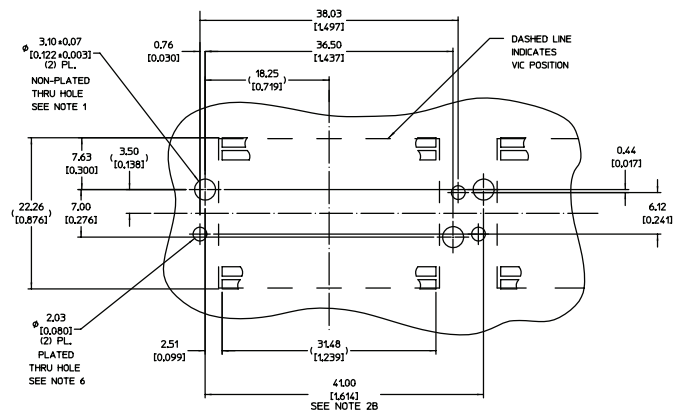 38.03
[1.497]
ø 3.10±0.07
[0.122±0.003]
(2) PL.
NON-PLATED
THRU HOLE
SEE NOTE 1
0.76
[0.030]
36.50
[1.437]
DASHED LINE
INDICATES
VIC POSITION
(18.25
[0.719])
7.63
[0.300]
(3.50
[0.138])
0.44
[0.017]
(22.26
[0.876])
7.00
[0.276]
6.12
[0.241]
ø 2.03
[0.080]
(2) PL.
PLATED
THRU HOLE
SEE NOTE 6
2.51
[0.099]
(31.48
[1.239])
41.00
[1.614]
SEE NOTE 2B